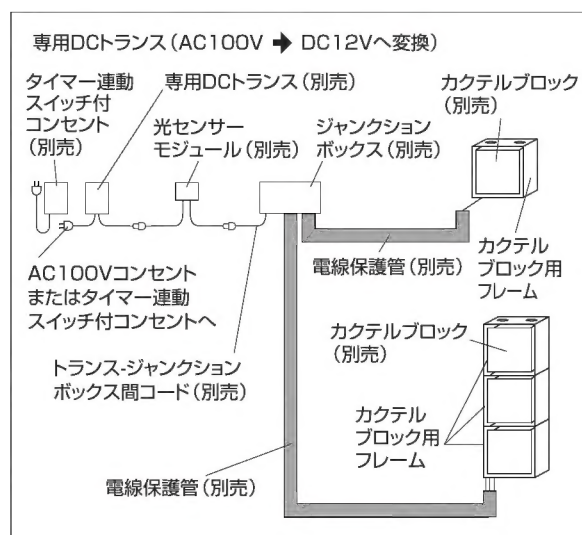 専用DCトランス(AC100V ➡ DC12Vへ変換)
タイマー連動
スイッチ付
コンセント
(別売)
専用DCトランス(別売)
光センサー
モジュール(別売)
ジャンクション
ボックス(別売)
カクテルブロック
(別売)
AC100Vコンセント
またはタイマー連動
スイッチ付コンセントへ
電線保護管(別売)
カクテル
ブロック用
フレーム
トランス-ジャンクション
ボックス間コード(別売)
カクテルブロック
(別売)
カクテル
ブロック用
フレーム
電線保護管(別売)